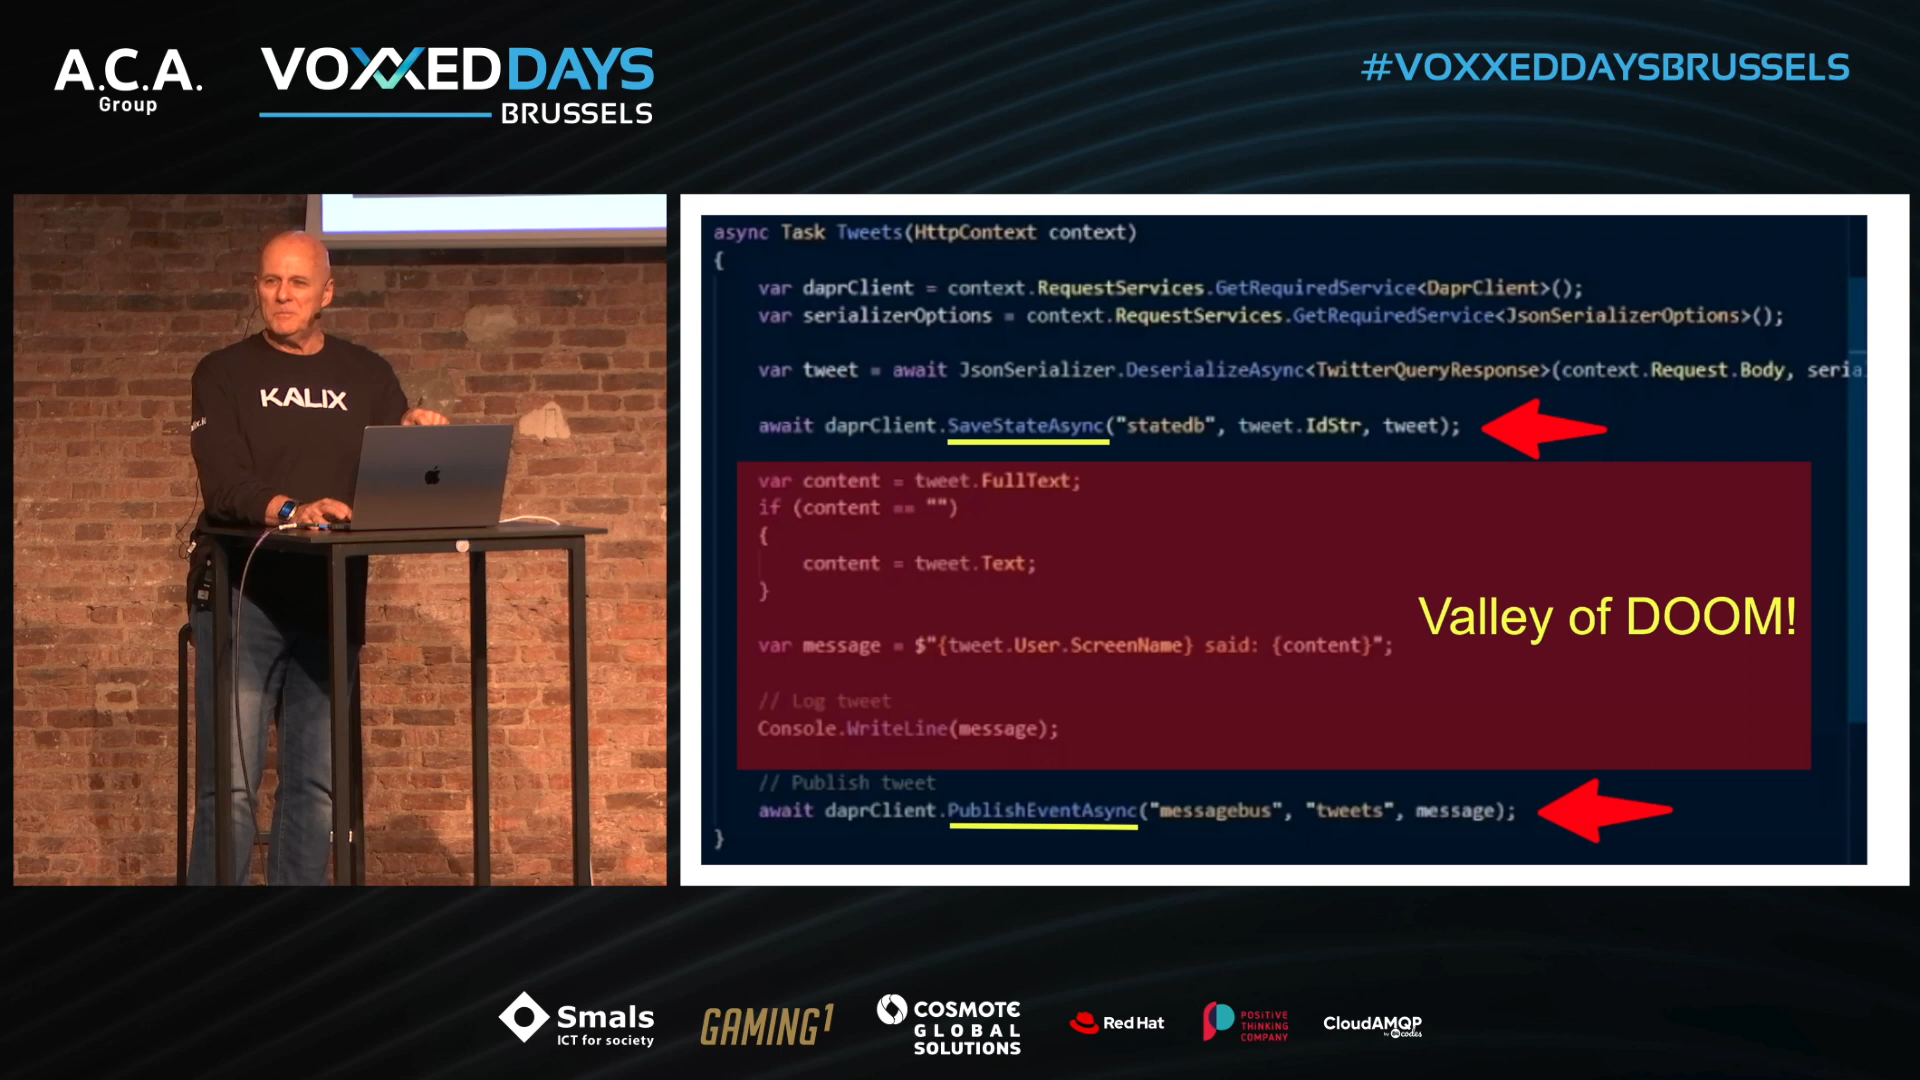 A.C.A.
Group
VOXXEDDAYS
BRUSSELS
#VOXXEDDAYSBRUSSELS
KALIX
async Task Tweets(HttpContext context)
{
var daprClient = context.RequestServices.GetRequiredService<DaprClient>();
var serializerOptions = context.RequestServices.GetRequiredService<JsonSerializerOptions>();
var tweet = await JsonSerializer.DeserializeAsync<TwitterQueryResponse>(context.Request.Body, seria
await daprClient.SaveStateAsync("statedb", tweet.IdStr, tweet);
var content = tweet.FullText;
if (content == "")
{
content = tweet.Text;
}
Valley of DOOM!
var message = $"{tweet.User.ScreenName} said: {content}";
// Log tweet
Console.WriteLine(message);
// Publish tweet
await daprClient.PublishEventAsync("messagebus", "tweets", message);
}
Smals
ICT for society
GAMING1
COSMOTE
GLOBAL
SOLUTIONS
Red Hat
POSITIVE
THINKING
COMPANY
CloudAMQP